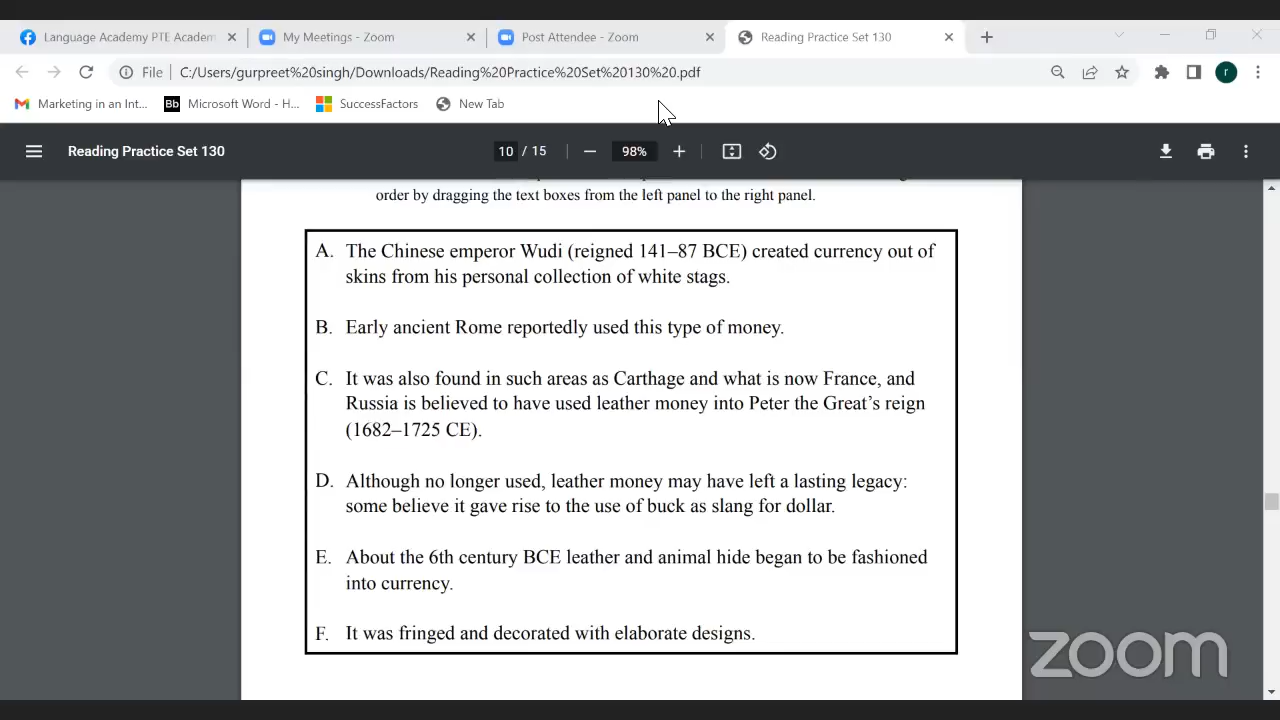 Language Academy PTE Academ
My Meetings - Zoom
Post Attendee - Zoom
Reading Practice Set 130
File
C:/Users/gurpreet%20singh/Downloads/Reading%20Practice%20Set%20130%20.pdf
r
Marketing in an Int...
Bb
Microsoft Word - H...
SuccessFactors
New Tab
Reading Practice Set 130
10 / 15
98%
order by dragging the text boxes from the left panel to the right panel.
A. The Chinese emperor Wudi (reigned 141–87 BCE) created currency out of
skins from his personal collection of white stags.
B. Early ancient Rome reportedly used this type of money.
C. It was also found in such areas as Carthage and what is now France, and
Russia is believed to have used leather money into Peter the Great’s reign
(1682–1725 CE).
D. Although no longer used, leather money may have left a lasting legacy:
some believe it gave rise to the use of buck as slang for dollar.
E. About the 6th century BCE leather and animal hide began to be fashioned
into currency.
F. It was fringed and decorated with elaborate designs.
zoom